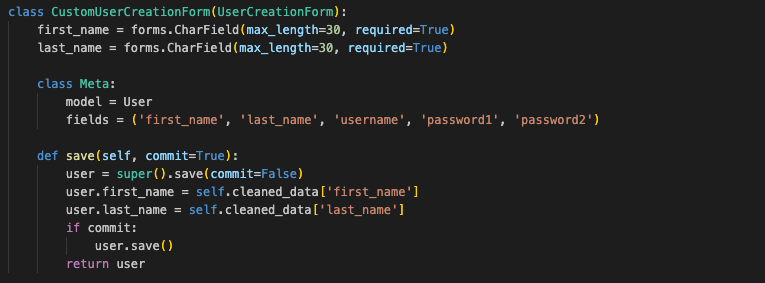 class CustomUserCreationForm(UserCreationForm):
    first_name = forms.CharField(max_length=30, required=True)
    last_name = forms.CharField(max_length=30, required=True)

    class Meta:
        model = User
        fields = ('first_name', 'last_name', 'username', 'password1', 'password2')

    def save(self, commit=True):
        user = super().save(commit=False)
        user.first_name = self.cleaned_data['first_name']
        user.last_name = self.cleaned_data['last_name']
        if commit:
            user.save()
        return user